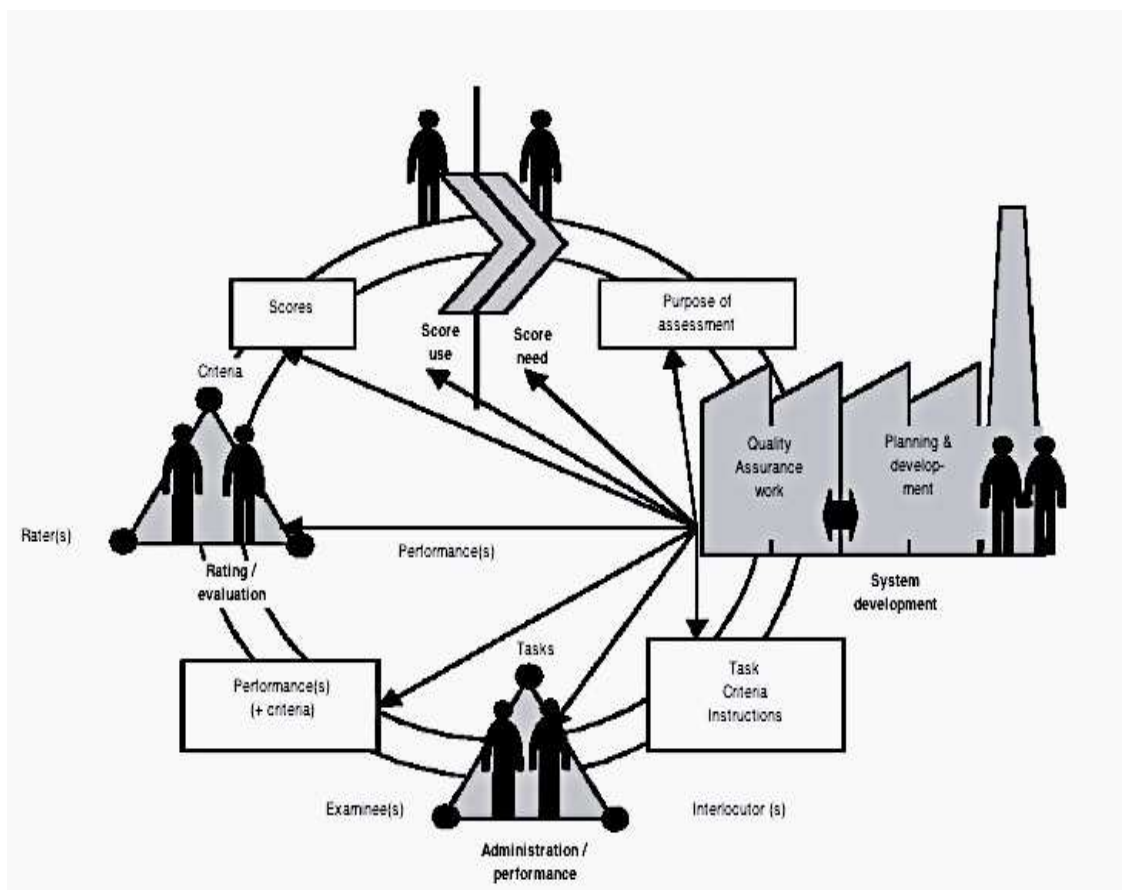 Scores
Purpose of
assessment
Score
use
Score
need
Criteria
Quality
Assurance
work
Planning &
develop-
ment
Rater(s)
Performance(s)
Rating /
evaluation
System
development
Tasks
Performance(s)
(+ criteria)
Task
Criteria
Instructions
Examinee(s)
Interlocutor (s)
Administration /
performance